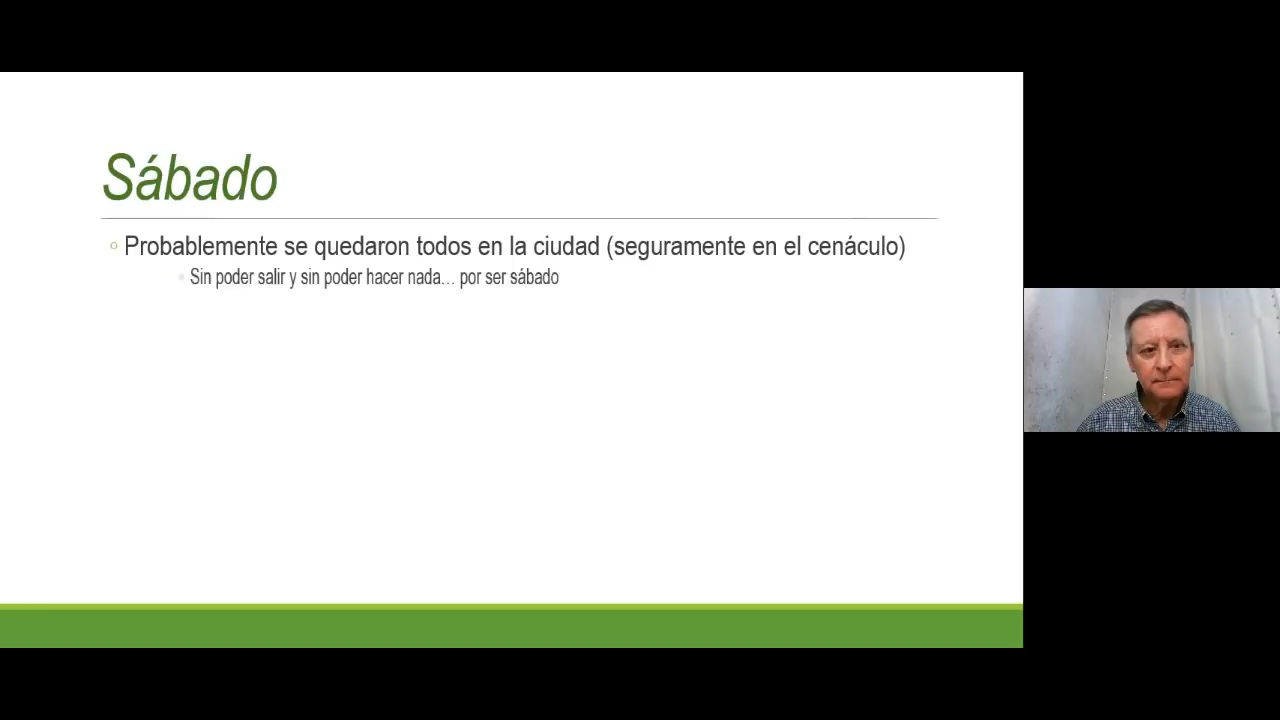 Sábado
Probablemente se quedaron todos en la ciudad (seguramente en el cenáculo)
Sin poder salir y sin poder hacer nada... por ser sábado